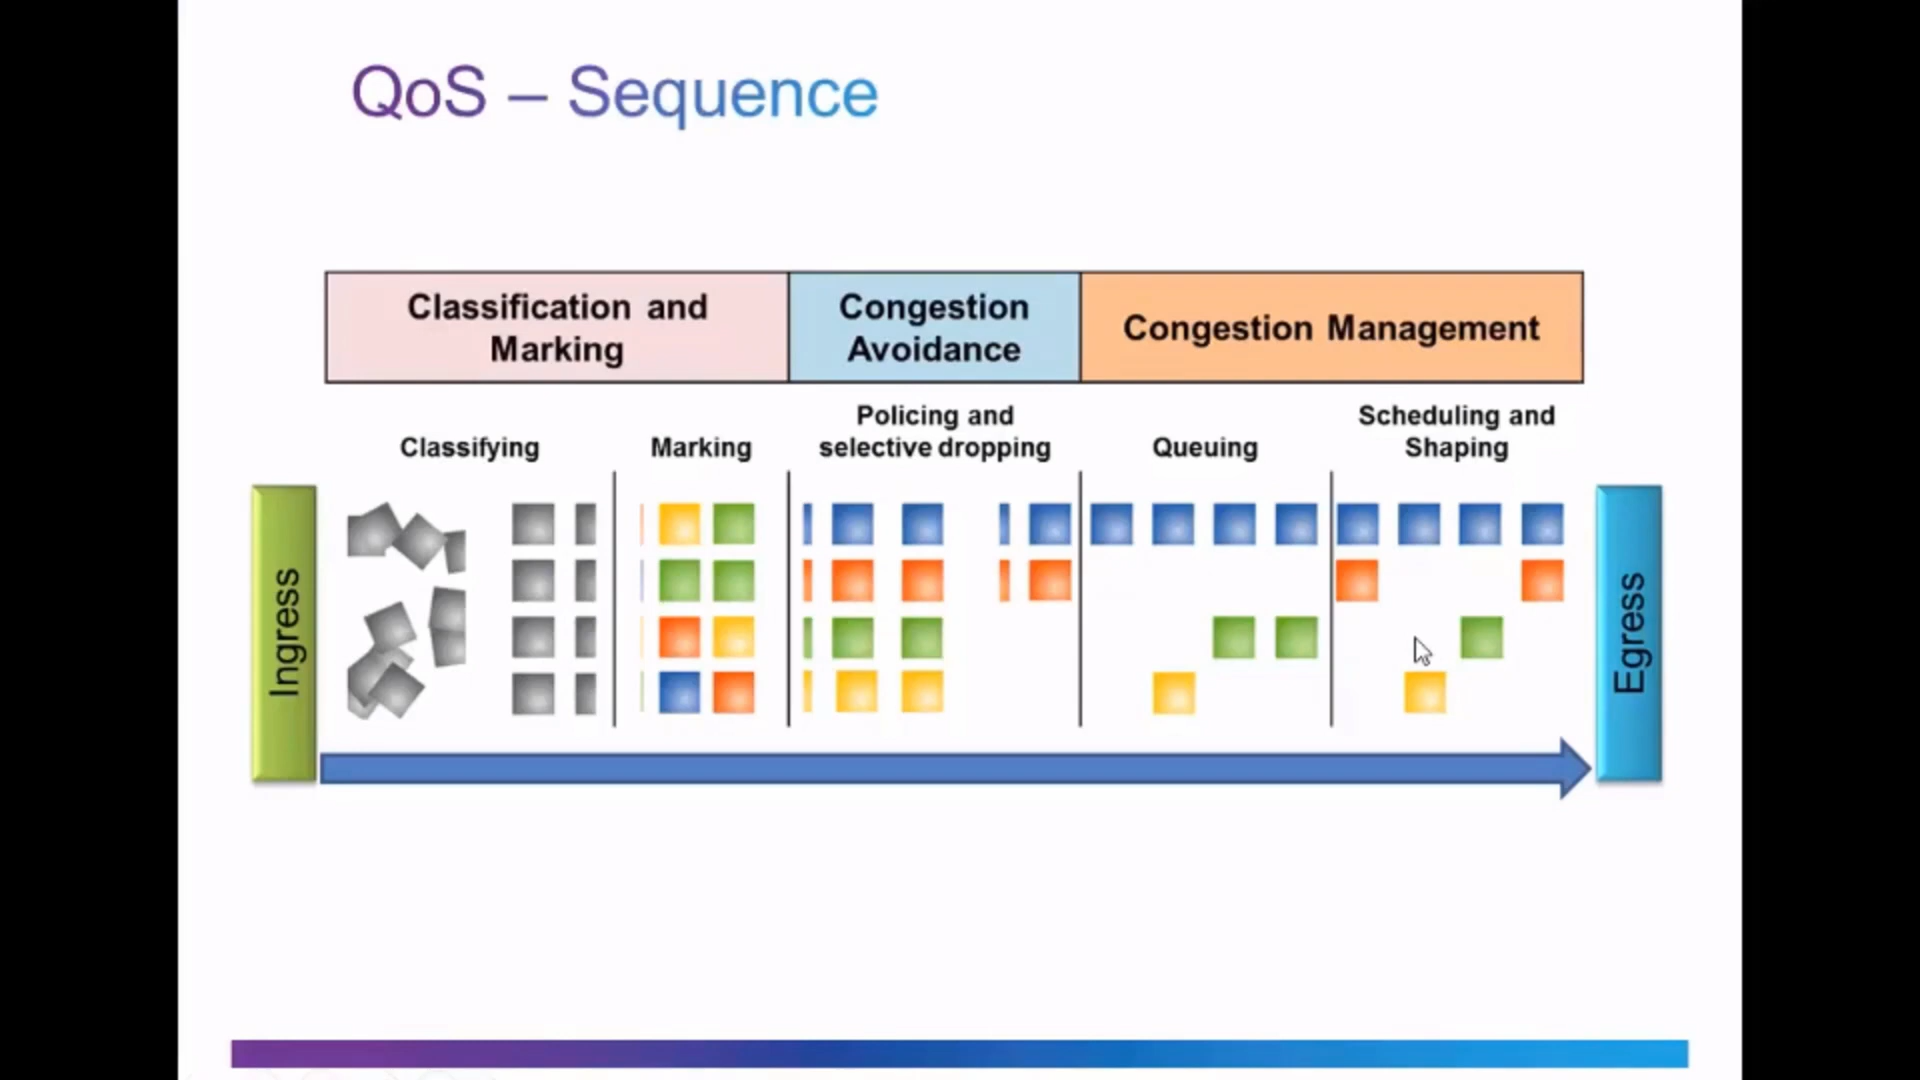 QoS – Sequence
Classification and
Marking
Congestion
Avoidance
Congestion Management
Classifying
Marking
Policing and
selective dropping
Queuing
Scheduling and
Shaping
Ingress
Egress